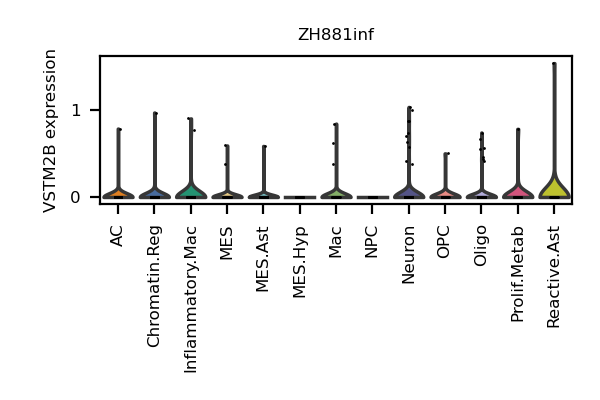 ZH881inf
VSTM2B expression
1
0
AC
Chromatin.Reg
Inflammatory.Mac
MES
MES.Ast
MES.Hyp
Mac
NPC
Neuron
OPC
Oligo
Prolif.Metab
Reactive.Ast